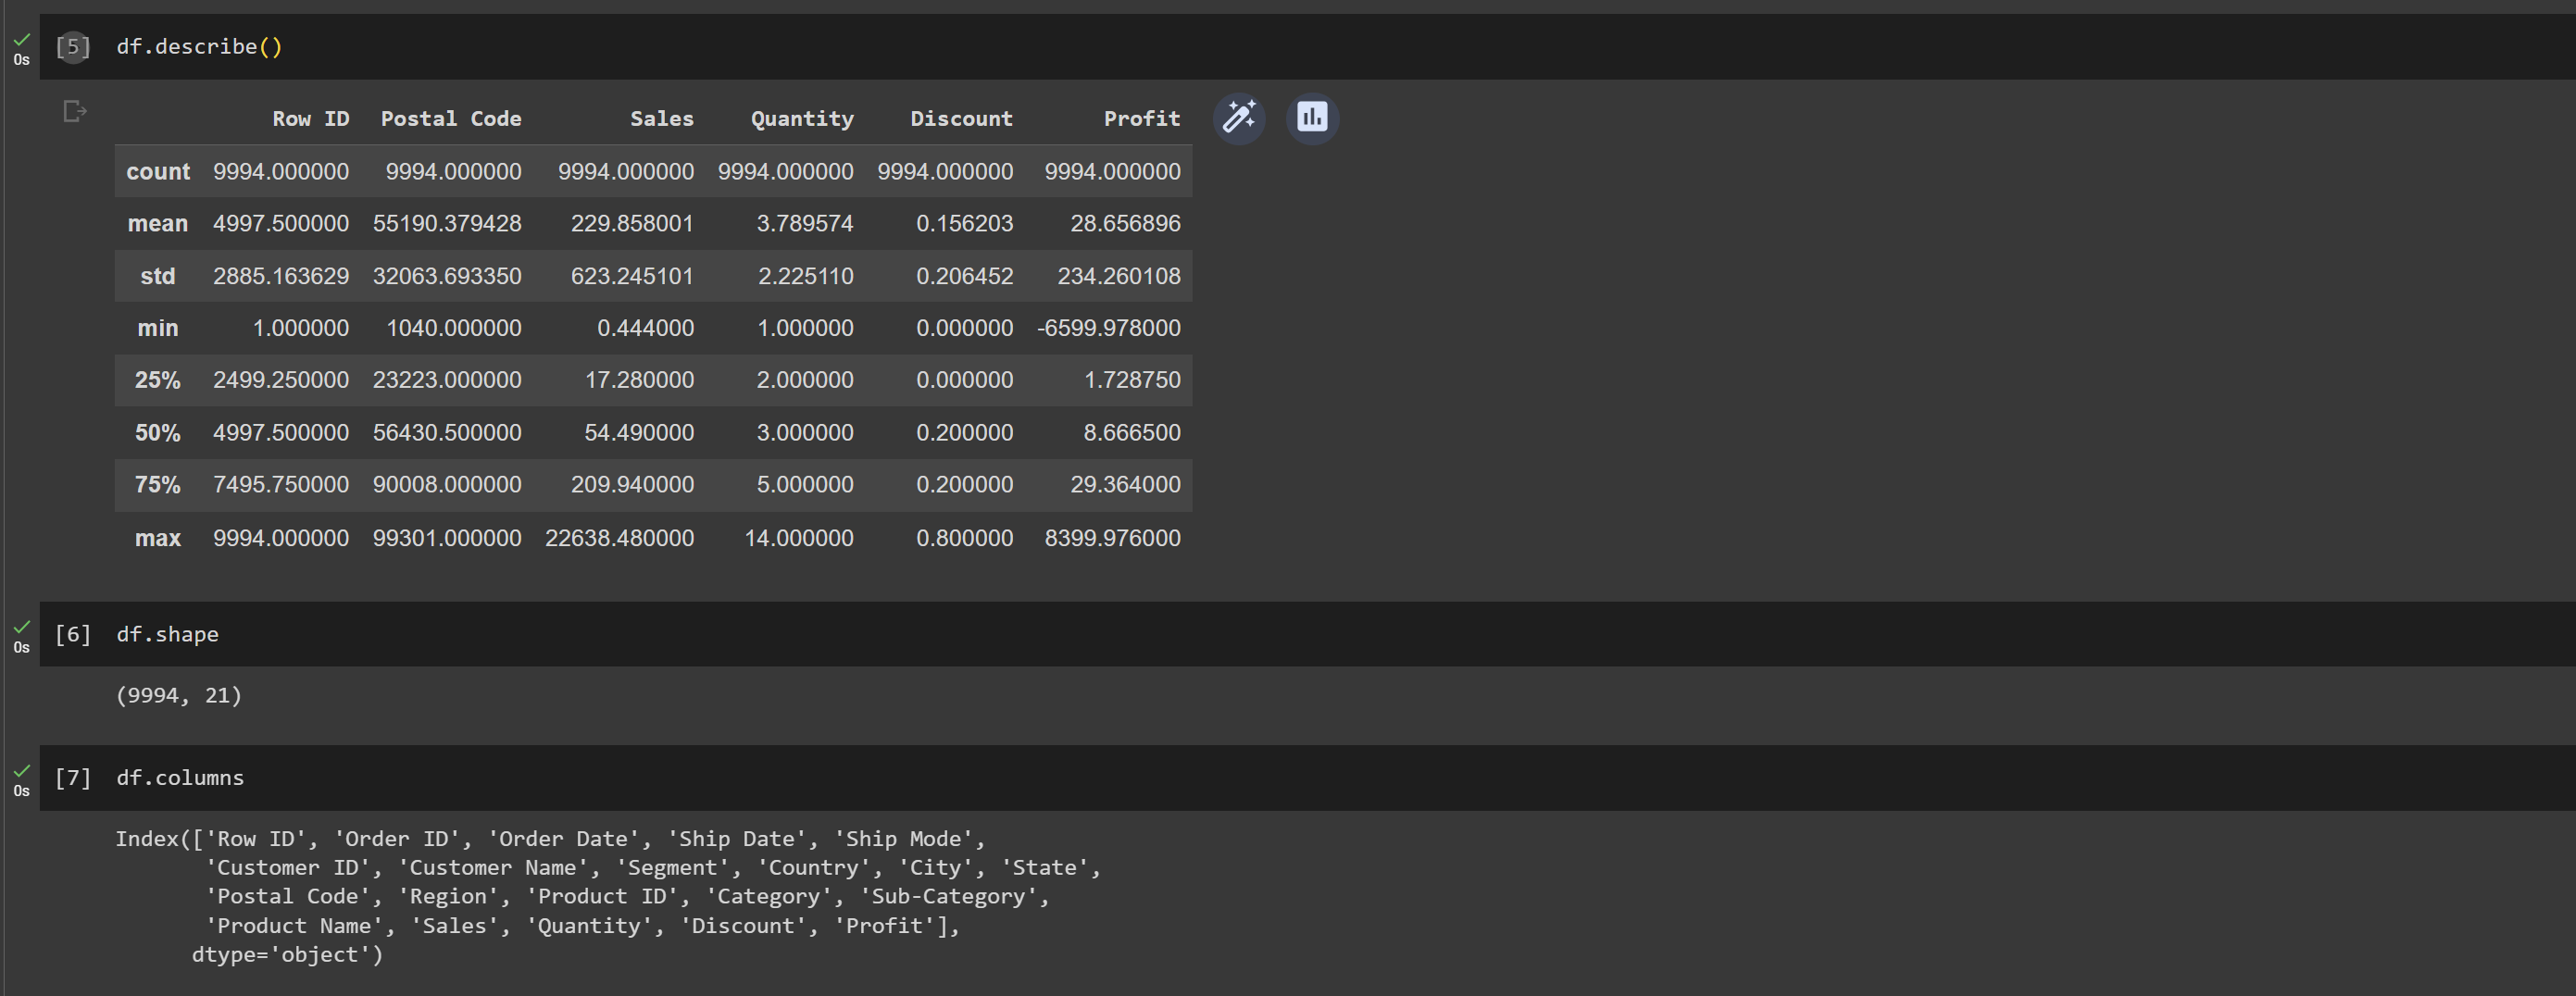 0s [5] df.describe()
Row ID Postal Code Sales Quantity Discount Profit
count 9994.000000 9994.000000 9994.000000 9994.000000 9994.000000 9994.000000
mean 4997.500000 55190.379428 229.858001 3.789574 0.156203 28.656896
std 2885.163629 32063.693350 623.245101 2.225110 0.206452 234.260108
min 1.000000 1040.000000 0.444000 1.000000 0.000000 -6599.978000
25% 2499.250000 23223.000000 17.280000 2.000000 0.000000 1.728750
50% 4997.500000 56430.500000 54.490000 3.000000 0.200000 8.666500
75% 7495.750000 90008.000000 209.940000 5.000000 0.200000 29.364000
max 9994.000000 99301.000000 22638.480000 14.000000 0.800000 8399.976000
0s [6] df.shape
(9994, 21)
0s [7] df.columns
Index(['Row ID', 'Order ID', 'Order Date', 'Ship Date', 'Ship Mode',
'Customer ID', 'Customer Name', 'Segment', 'Country', 'City', 'State',
'Postal Code', 'Region', 'Product ID', 'Category', 'Sub-Category',
'Product Name', 'Sales', 'Quantity', 'Discount', 'Profit'],
dtype='object')